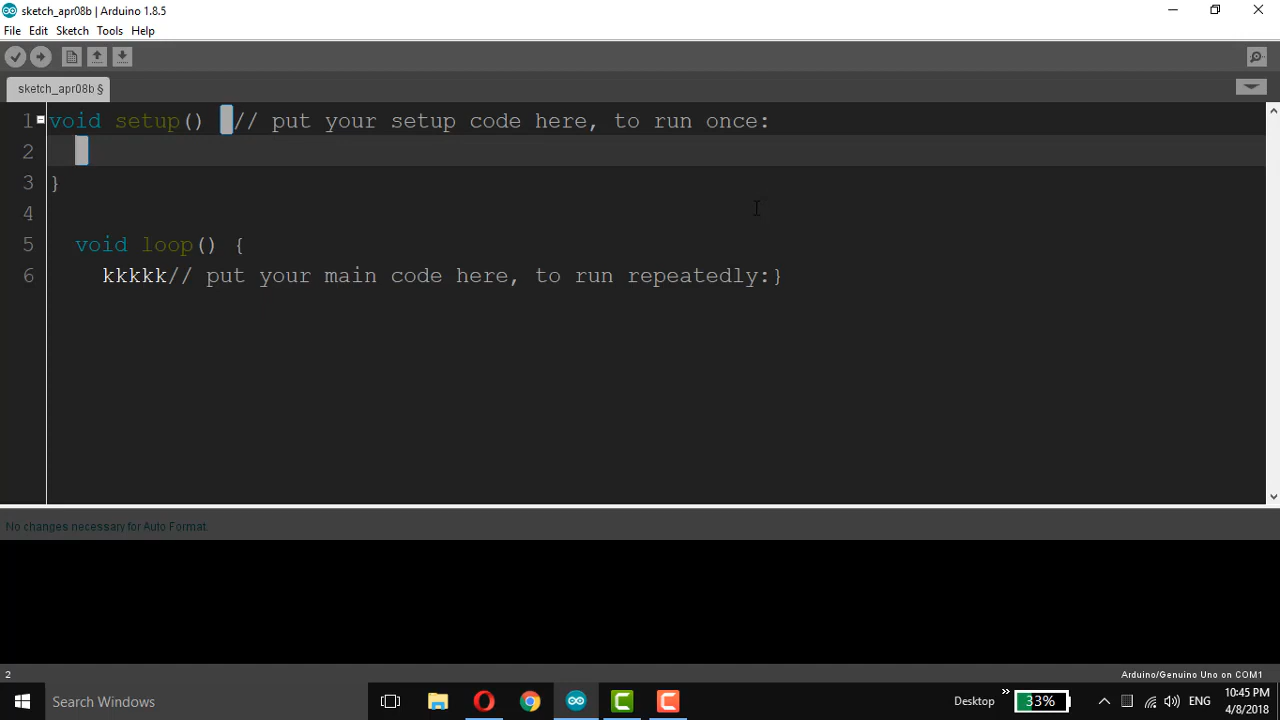 sketch_apr08b | Arduino 1.8.5
File Edit Sketch Tools Help
sketch_apr08b §
1 void setup() // put your setup code here, to run once:
2
3 }
4
5 void loop() {
6 kkkkk// put your main code here, to run repeatedly:}
No changes necessary for Auto Format.
2 Arduino/Genuino Uno on COM1
Search Windows Desktop » 33% ENG 10:45 PM
4/8/2018